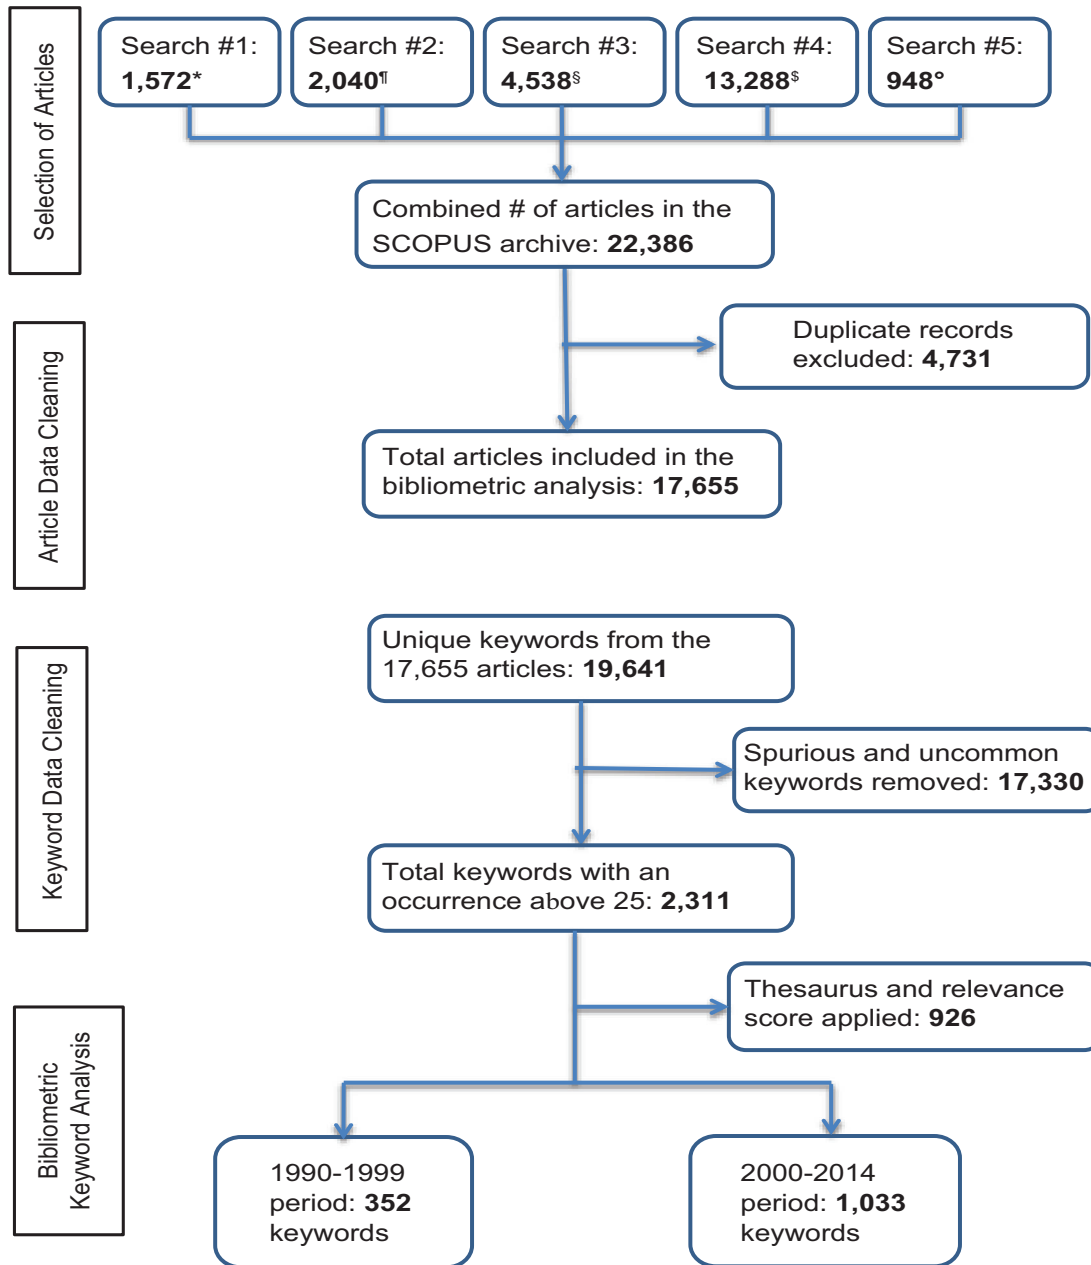 Selection of Articles
Search #1:
1,572*
Search #2:
2,040¶
Search #3:
4,538§
Search #4:
13,288$
Search #5:
948°
Combined # of articles in the
SCOPUS archive: 22,386
Article Data Cleaning
Duplicate records
excluded: 4,731
Total articles included in the
bibliometric analysis: 17,655
Keyword Data Cleaning
Unique keywords from the
17,655 articles: 19,641
Spurious and uncommon
keywords removed: 17,330
Total keywords with an
occurrence above 25: 2,311
Bibliometric
Keyword Analysis
Thesaurus and relevance
score applied: 926
1990-1999
period: 352
keywords
2000-2014
period: 1,033
keywords